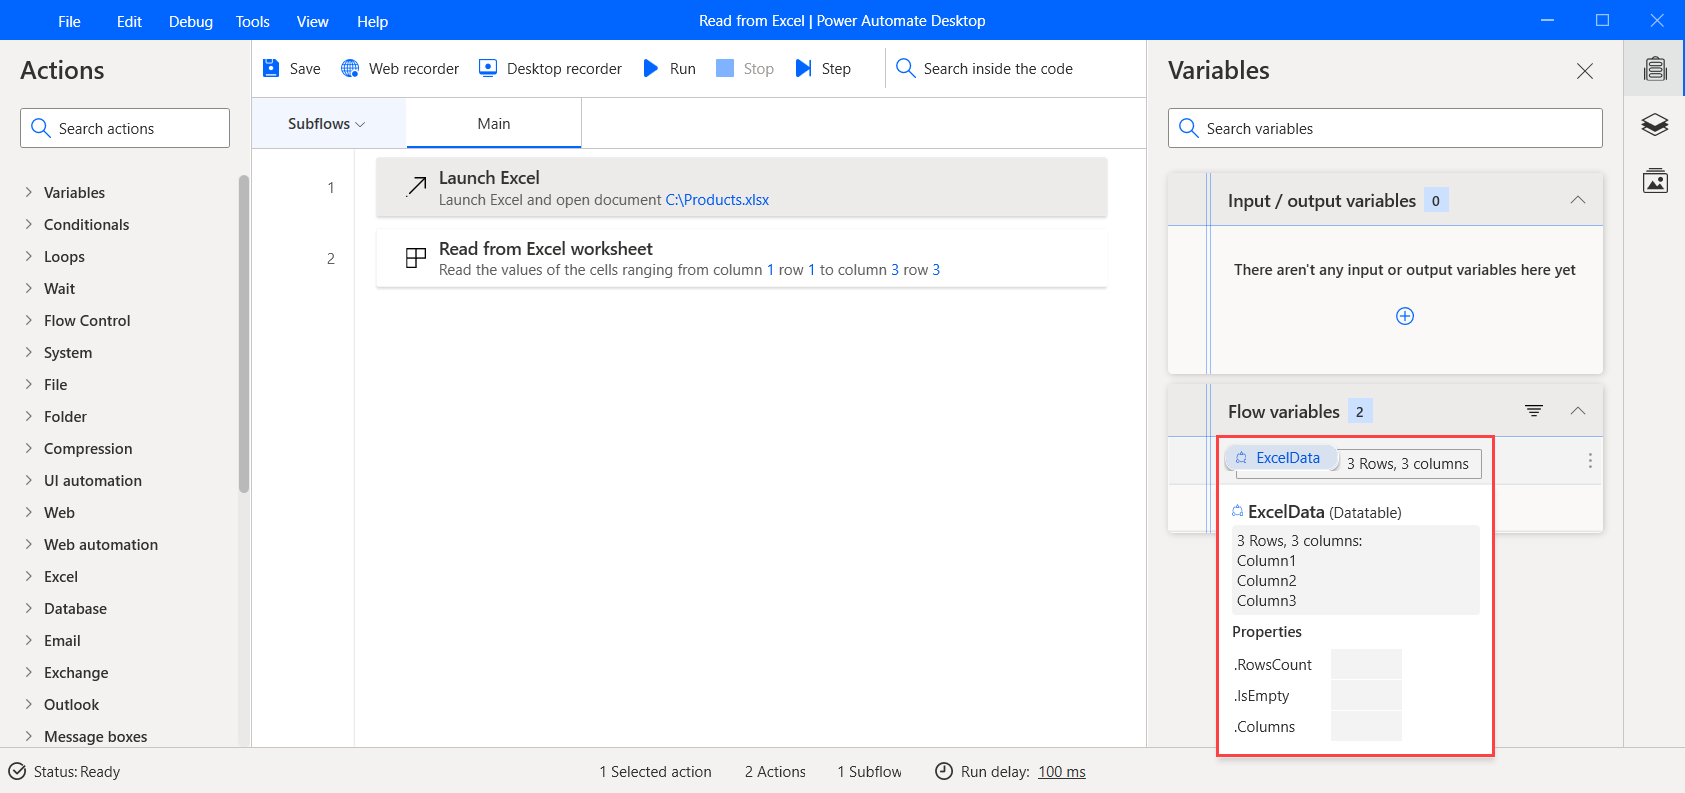 File Edit Debug Tools View Help Read from Excel | Power Automate Desktop
Actions
Search actions
Variables
Conditionals
Loops
Wait
Flow Control
System
File
Folder
Compression
UI automation
Web
Web automation
Excel
Database
Email
Exchange
Outlook
Message boxes
Save Web recorder Desktop recorder Run Stop Step Search inside the code
Subflows Main
1
Launch Excel
Launch Excel and open document C:\Products.xlsx
2
Read from Excel worksheet
Read the values of the cells ranging from column 1 row 1 to column 3 row 3
Variables
Search variables
Input / output variables 0
There aren't any input or output variables here yet
Flow variables 2
ExcelData 3 Rows, 3 columns
ExcelData (Datatable)
3 Rows, 3 columns:
Column1
Column2
Column3
Properties
.RowsCount
.IsEmpty
.Columns
Status: Ready 1 Selected action 2 Actions 1 Subflow Run delay: 100 ms